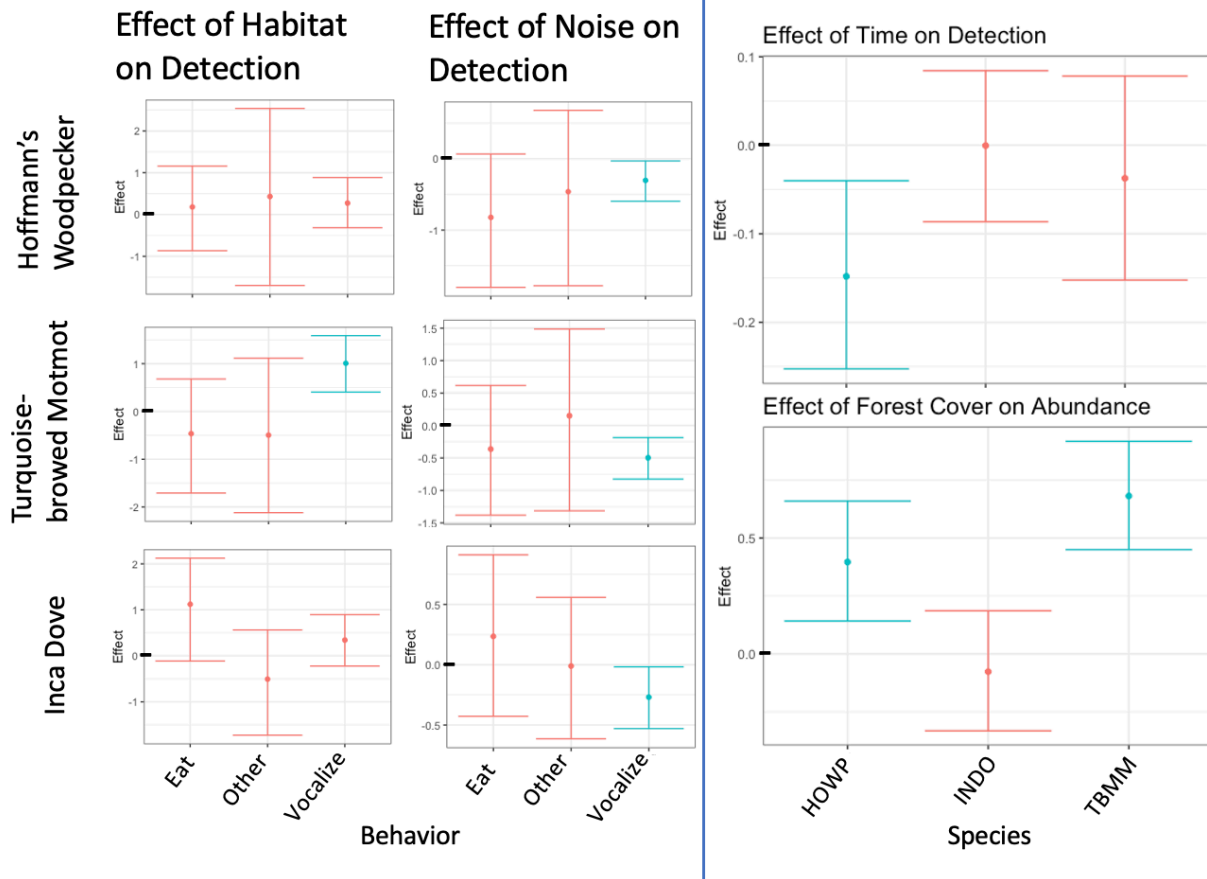 Effect of Habitat
on Detection
Effect of Noise on
Detection
Hoffmann's
Woodpecker
Effect
2
1
0
-1
Effect
0
-1
Turquoise-
browed Motmot
Effect
1
0
-1
-2
Effect
1.5
1.0
0.5
0.0
-0.5
-1.0
-1.5
Inca Dove
Effect
2
1
0
-1
Effect
0.5
0.0
-0.5
Eat
Other
Vocalize
Eat
Other
Vocalize
Behavior
Effect of Time on Detection
Effect
0.1
0.0
-0.1
-0.2
Effect of Forest Cover on Abundance
Effect
0.5
0.0
HOWP
INDO
TBMM
Species